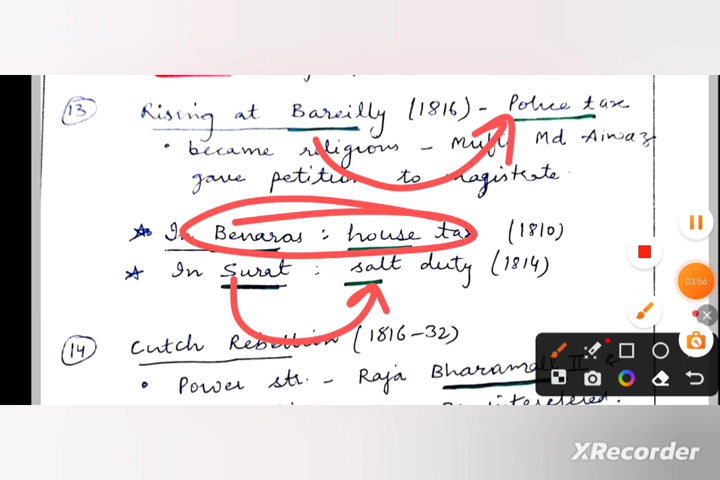 13 Rising at Bareilly (1816) - Police tax
• became religious - Mufti Md Aiwaz
gave petition to magistrate.
In Benaras : house tax (1810)
In Surat : salt duty (1814)
14 Cutch Rebellion (1816-32)
• Power str. - Raja Bharamal II
03:56
XRecorder